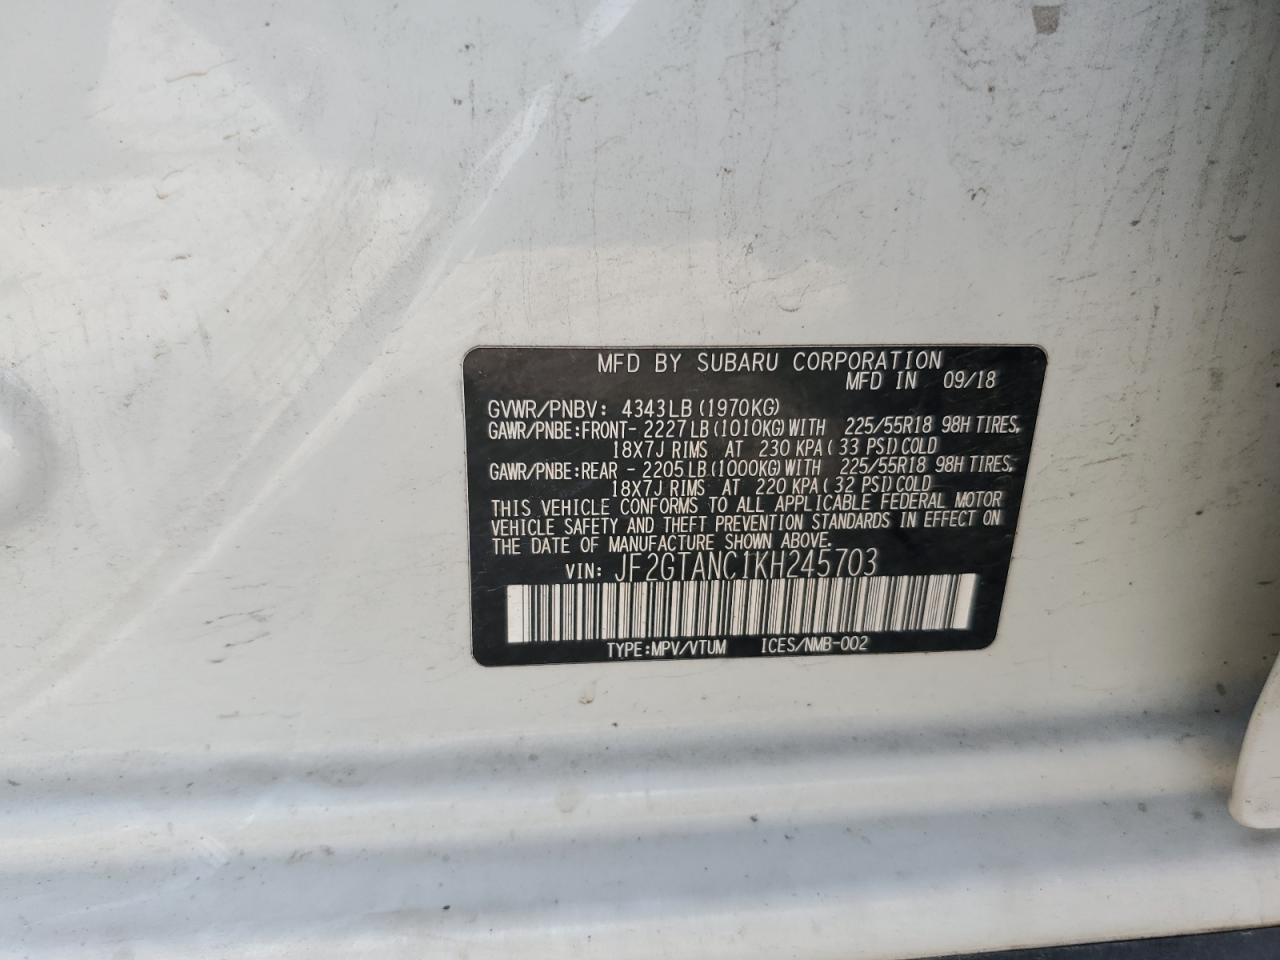 MFD BY SUBARU CORPORATION
MFD IN 09/18
GVWR/PNBV: 4343LB(1970KG)
GAWR/PNBE:FRONT- 2227LB(1010KG)WITH 225/55R18 98H TIRES,
18X7J RIMS AT 230 KPA( 33 PSI)COLD
GAWR/PNBE:REAR - 2205LB(1000KG)WITH 225/55R18 98H TIRES,
18X7J RIMS AT 220 KPA( 32 PSI)COLD
THIS VEHICLE CONFORMS TO ALL APPLICABLE FEDERAL MOTOR
VEHICLE SAFETY AND THEFT PREVENTION STANDARDS IN EFFECT ON
THE DATE OF MANUFACTURE SHOWN ABOVE.
VIN: JF2GTANC1KH245703
TYPE:MPV/VTUM ICES/NMB-002